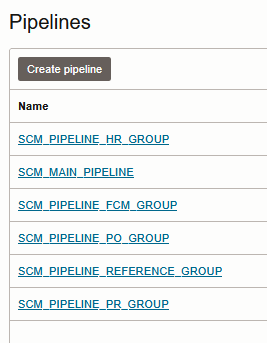 Pipelines
Create pipeline
Name
SCM_PIPELINE_HR_GROUP
SCM_MAIN_PIPELINE
SCM_PIPELINE_FCM_GROUP
SCM_PIPELINE_PO_GROUP
SCM_PIPELINE_REFERENCE_GROUP
SCM_PIPELINE_PR_GROUP